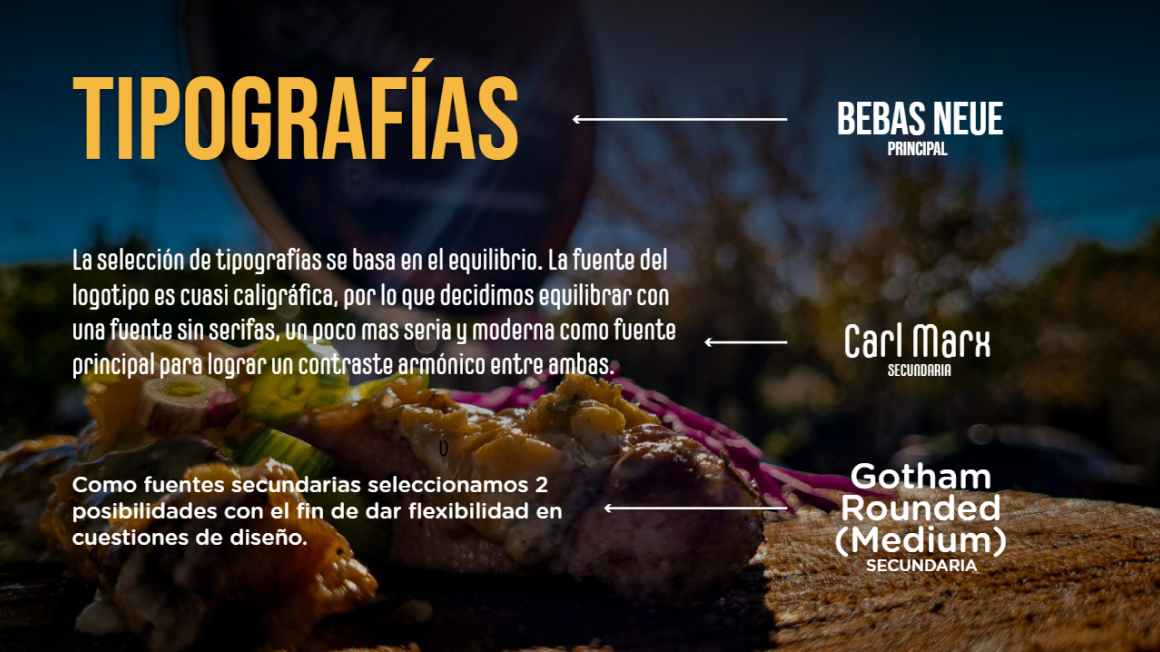 TIPOGRAFÍAS
BEBAS NEUE
PRINCIPAL
La selección de tipografías se basa en el equilibrio. La fuente del
logotipo es cuasi caligráfica, por lo que decidimos equilibrar con
una fuente sin serifas, un poco mas seria y moderna como fuente
principal para lograr un contraste armónico entre ambas.
Carl Marx
SECUNDARIA
Como fuentes secundarias seleccionamos 2
posibilidades con el fin de dar flexibilidad en
cuestiones de diseño.
Gotham
Rounded
(Medium)
SECUNDARIA